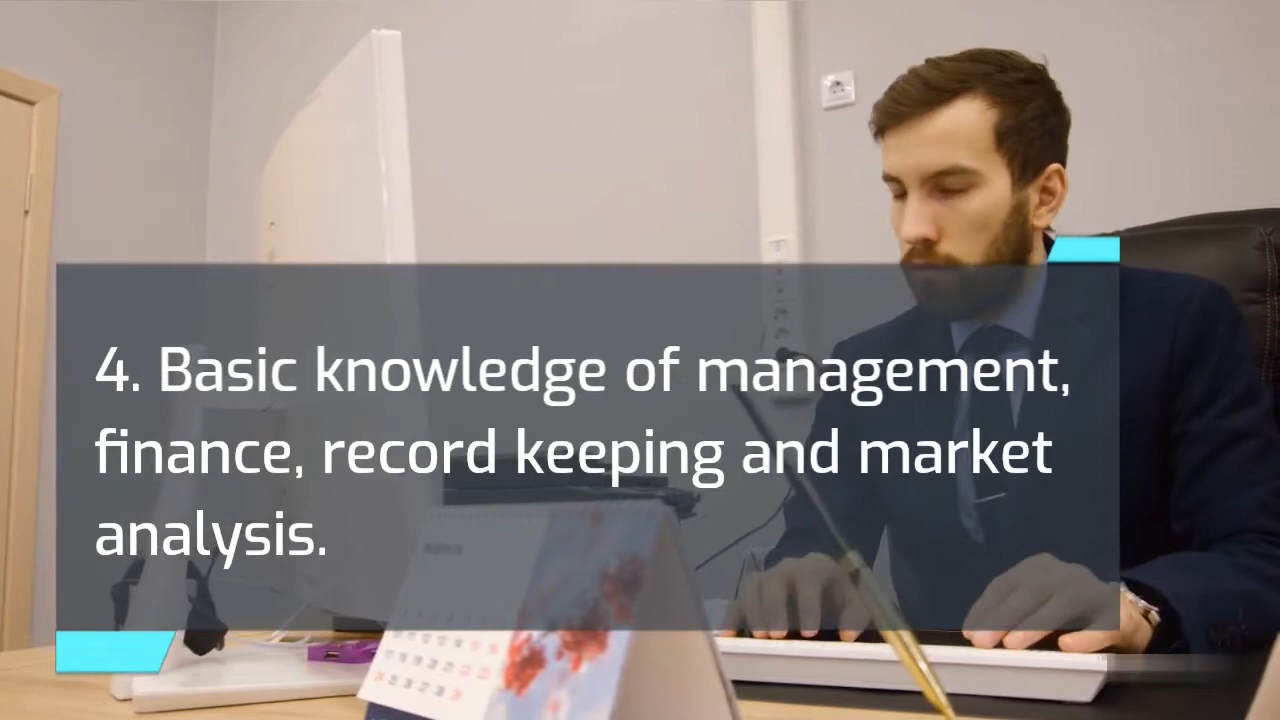 4. Basic knowledge of management,
finance, record keeping and market
analysis.